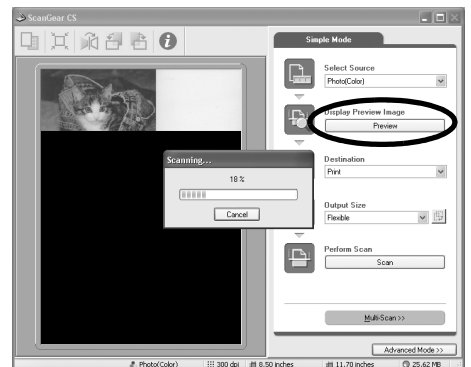 ScanGear CS
Simple Mode
Select Source
Photo(Color)
Display Preview Image
Preview
Scanning...
18 %
Cancel
Destination
Print
Output Size
Flexible
Perform Scan
Scan
Multi-Scan >>
Advanced Mode >>
Photo(Color) 300 dpi 8.50 inches 11.70 inches 25.62 MB